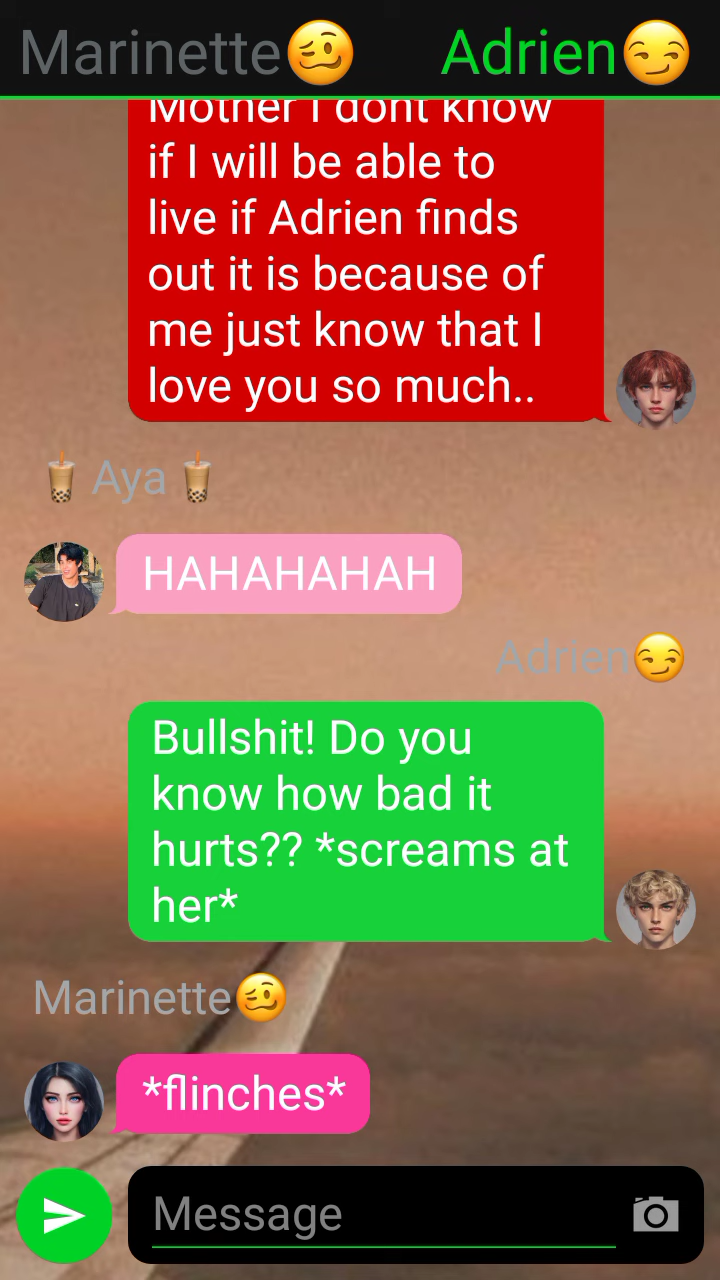 Marinette🥴 Adrien😏
Mother I dont know
if I will be able to
live if Adrien finds
out it is because of
me just know that I
love you so much..
🧋 Aya 🧋
HAHAHAHAH
Adrien😏
Bullshit! Do you
know how bad it
hurts?? *screams at
her*
Marinette🥴
*flinches*
Message